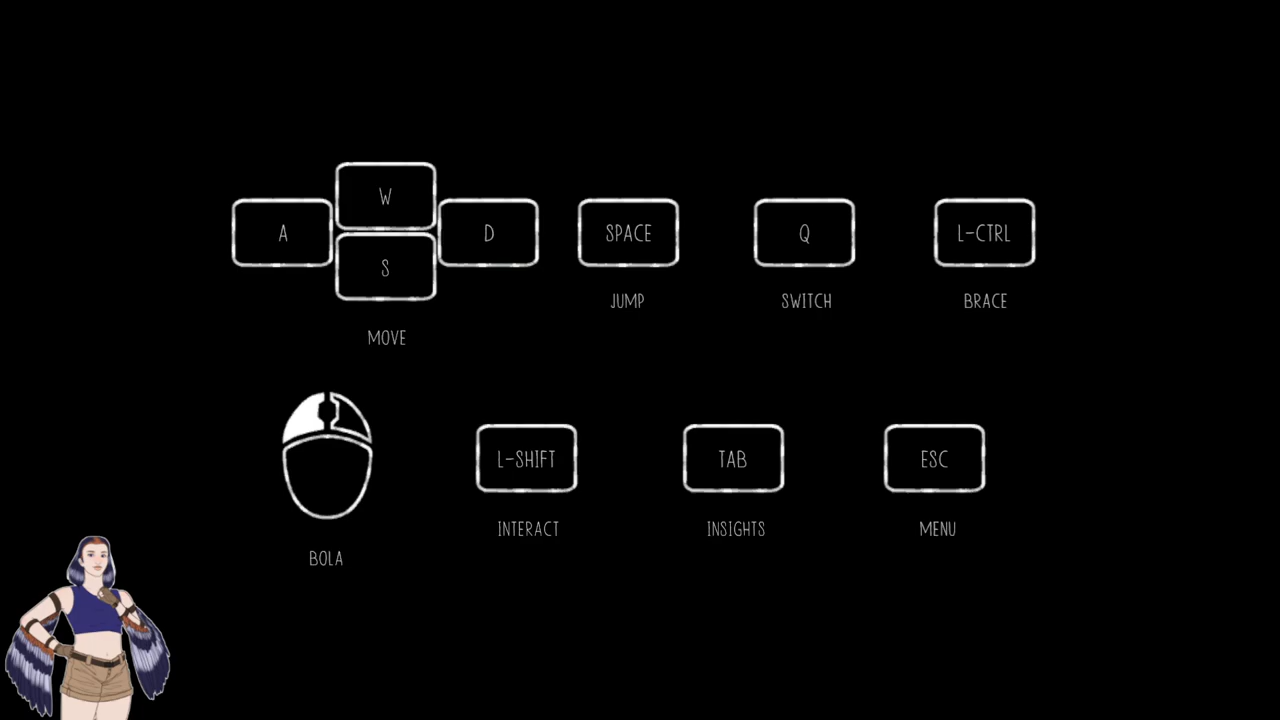 W
A
D
S
MOVE
SPACE
JUMP
Q
SWITCH
L-CTRL
BRACE
BOLA
L-SHIFT
INTERACT
TAB
INSIGHTS
ESC
MENU